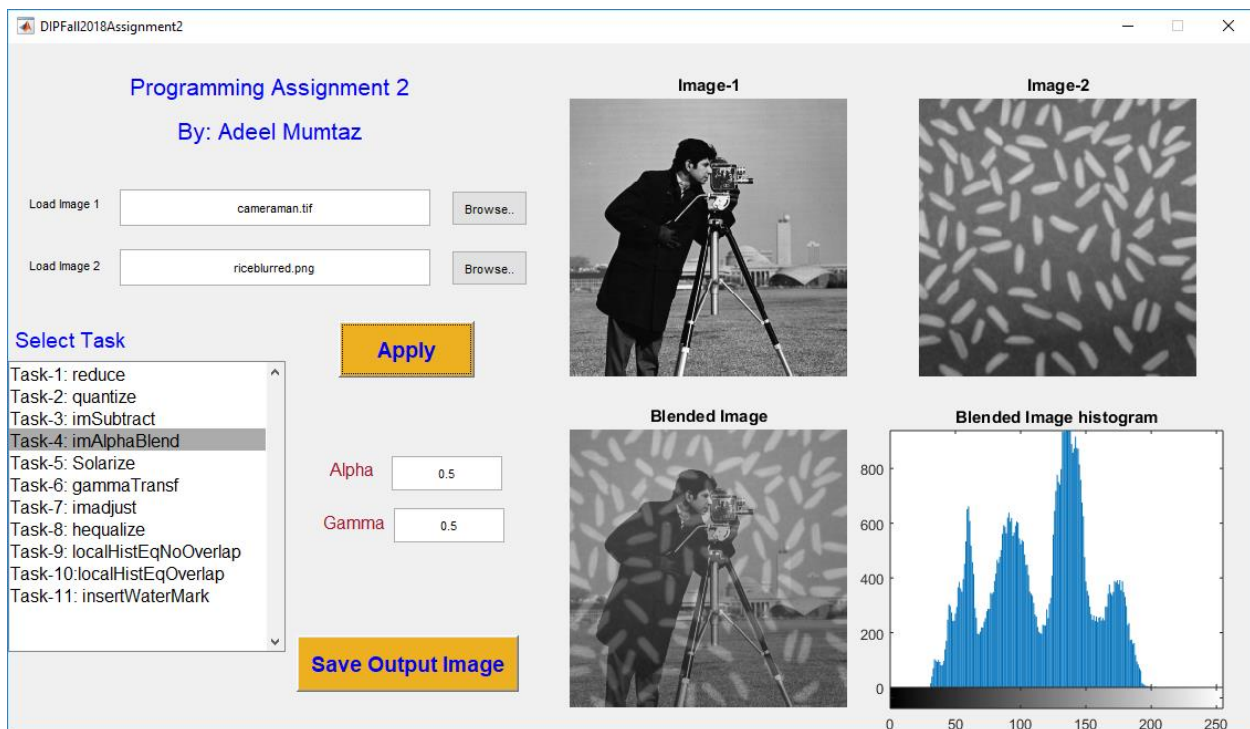 DIPFall2018Assignment2
Programming Assignment 2
By: Adeel Mumtaz
Load Image 1
cameraman.tif
Browse..
Load Image 2
riceblurred.png
Browse..
Select Task
Task-1: reduce
Task-2: quantize
Task-3: imSubtract
Task-4: imAlphaBlend
Task-5: Solarize
Task-6: gammaTransf
Task-7: imadjust
Task-8: hequalize
Task-9: localHistEqNoOverlap
Task-10:localHistEqOverlap
Task-11: insertWaterMark
Apply
Alpha
0.5
Gamma
0.5
Save Output Image
Image-1
Image-2
Blended Image
Blended Image histogram
800
600
400
200
0
0 50 100 150 200 250